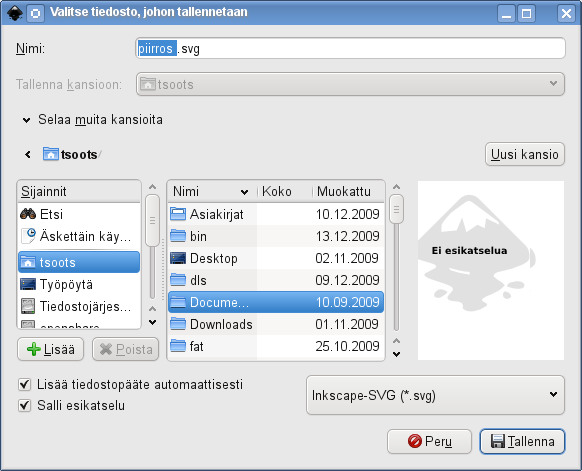 Valitse tiedosto, johon tallennetaan
Nimi: piirros.svg
Tallenna kansioon: tsoots
Selaa muita kansioita
tsoots/ Uusi kansio
Sijainnit
Etsi
Äskettäin käy...
tsoots
Työpöytä
Tiedostojärjes...
Nimi Koko Muokattu
Asiakirjat 10.12.2009
bin 13.12.2009
Desktop 02.11.2009
dls 09.12.2009
Docume... 10.09.2009
Downloads 01.11.2009
fat 25.10.2009
Ei esikatselua
Lisää Poista
Lisää tiedostopääte automaattisesti
Salli esikatselu
Inkscape-SVG (*.svg)
Peru Tallenna